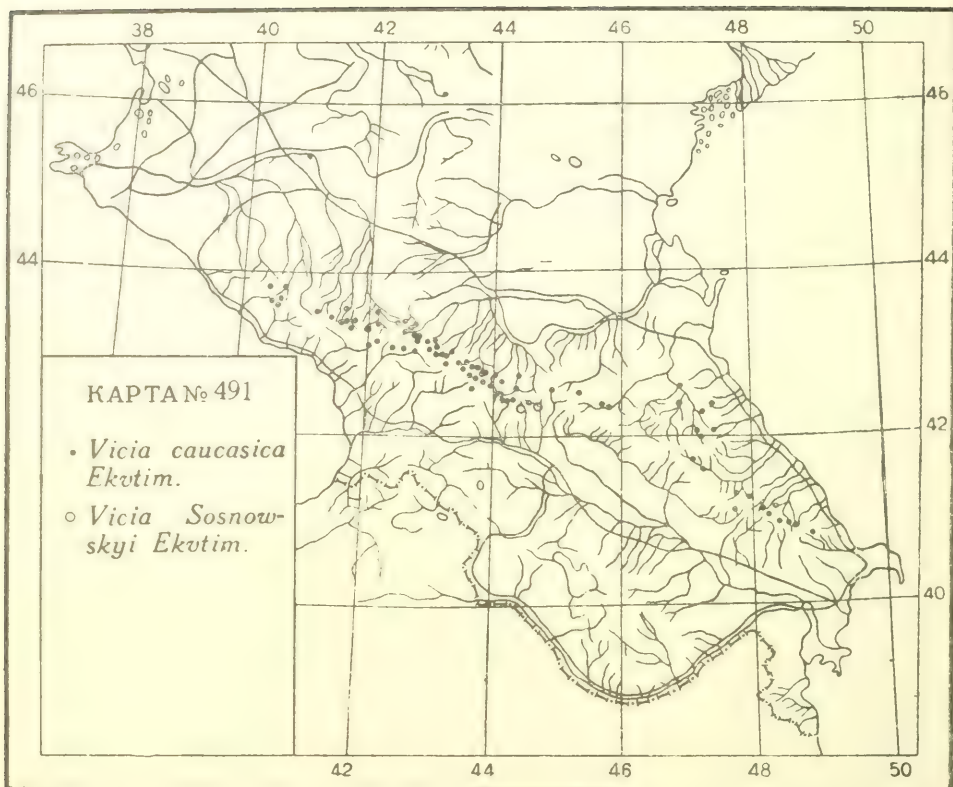 38 40 42 44 46 48
46 46
44 44
КАРТА № 491
• Vicia caucasica
Ekvtim.
42
○ Vicia Sosnow-
skyi Ekvtim.
40
42 44 46 48 50